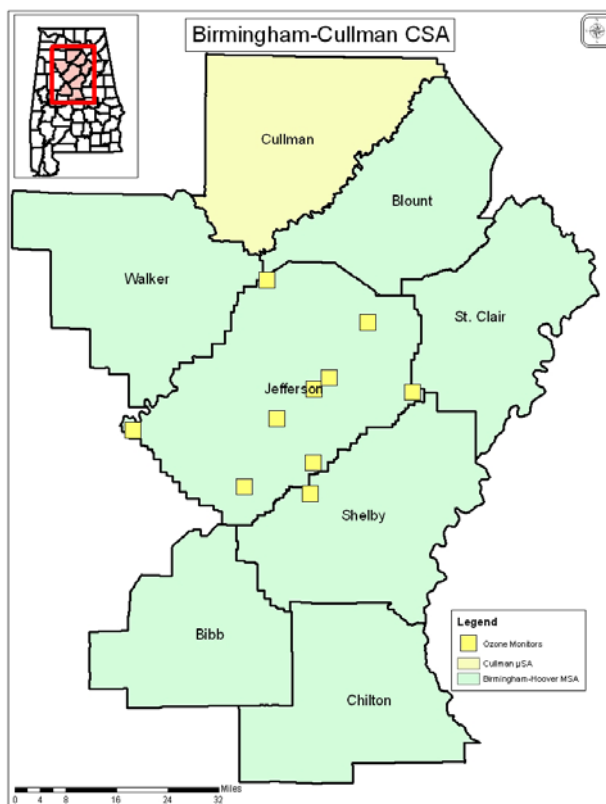 Birmingham-Cullman CSA
Cullman
Blount
Walker
St. Clair
Jefferson
Shelby
Bibb
Chilton
Legend
Ozone Monitors
Cullman µSA
Birmingham-Hoover MSA
Miles
0 4 8 16 24 32